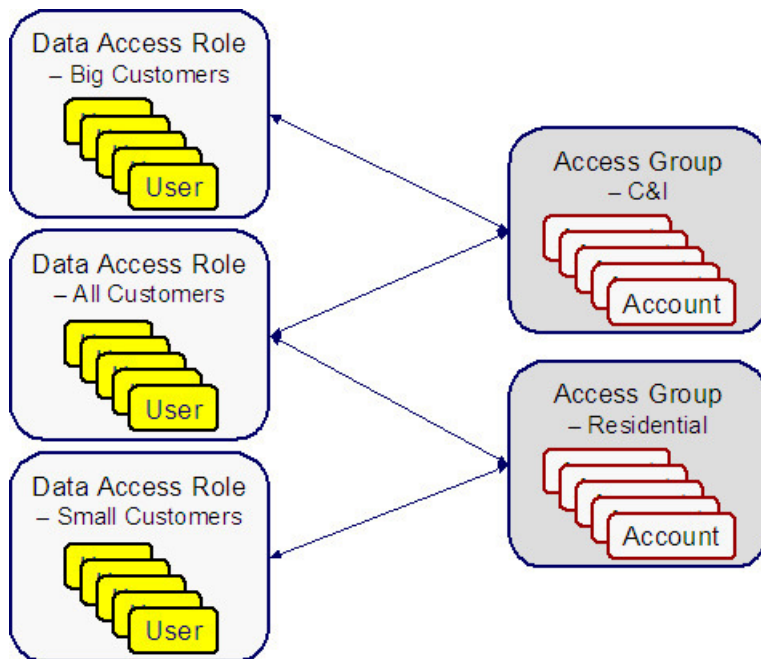 Data Access Role
– Big Customers
User
Data Access Role
– All Customers
User
Data Access Role
– Small Customers
User
Access Group
– C&I
Account
Access Group
– Residential
Account